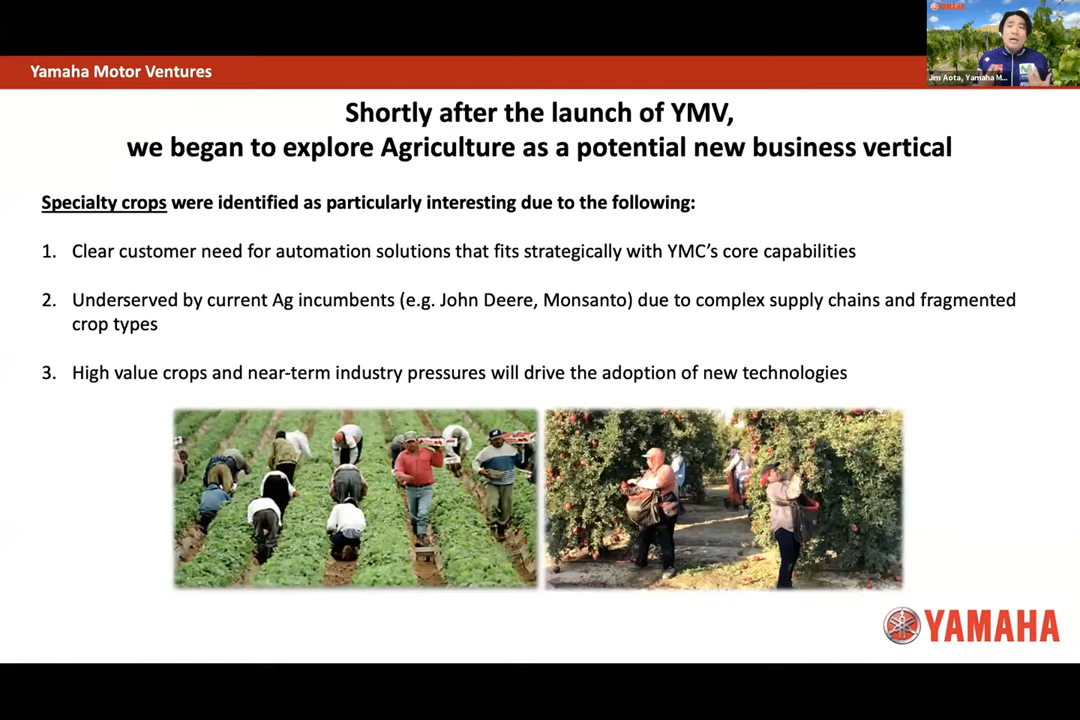 YAMAHA
Jim Aota, Yamaha M...
Yamaha Motor Ventures
Shortly after the launch of YMV,
we began to explore Agriculture as a potential new business vertical
Specialty crops were identified as particularly interesting due to the following:
1. Clear customer need for automation solutions that fits strategically with YMC's core capabilities
2. Underserved by current Ag incumbents (e.g. John Deere, Monsanto) due to complex supply chains and fragmented
crop types
3. High value crops and near-term industry pressures will drive the adoption of new technologies
YAMAHA